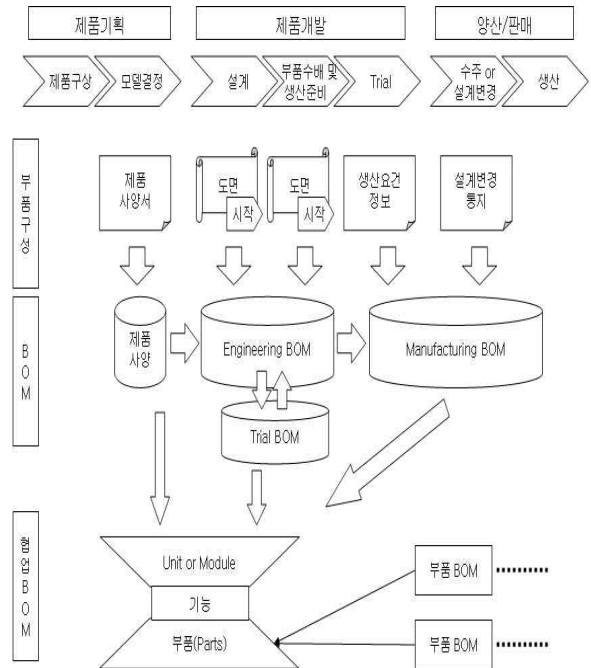 제품기획
제품개발
양산/판매
제품구상
모델결정
설계
부품수배 및
생산준비
Trial
수주 or
설계변경
생산
부품구성
제품
사양서
도면
시작
도면
시작
생산요건
정보
설계변경
통지
BOM
제품
사양
Engineering BOM
Manufacturing BOM
Trial BOM
협업BOM
Unit or Module
기능
부품(Parts)
부품 BOM
부품 BOM